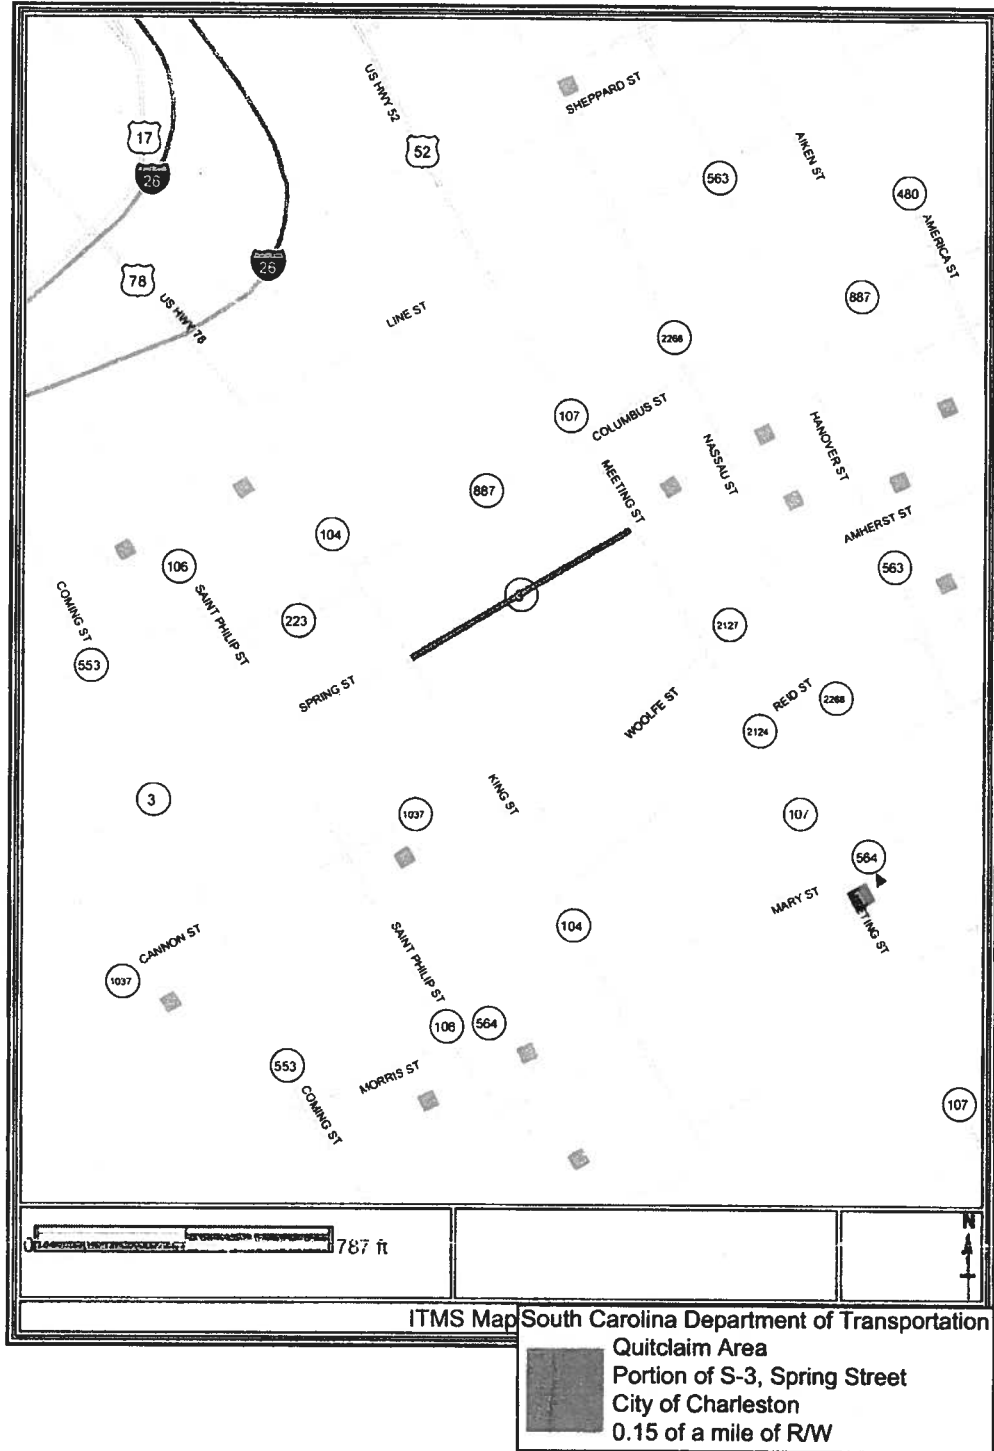 SHEPPARD ST
US HWY 52
17
52
AIKEN ST
26
563
480
AMERICA ST
26
78
US HWY 78
887
LINE ST
2268
107
COLUMBUS ST
HANOVER ST
NASSAU ST
MEETING ST
887
AMHERST ST
104
106
563
COMING ST
SAINT PHILIP ST
3
223
2127
553
SPRING ST
REID ST
WOOLFE ST
2268
2124
3
KING ST
1037
107
564
MARY ST
ETING ST
104
CANNON ST
SAINT PHILIP ST
1037
106
564
553
MORRIS ST
COMING ST
107
0
787 ft
N
ITMS Map
South Carolina Department of Transportation
Quitclaim Area
Portion of S-3, Spring Street
City of Charleston
0.15 of a mile of R/W